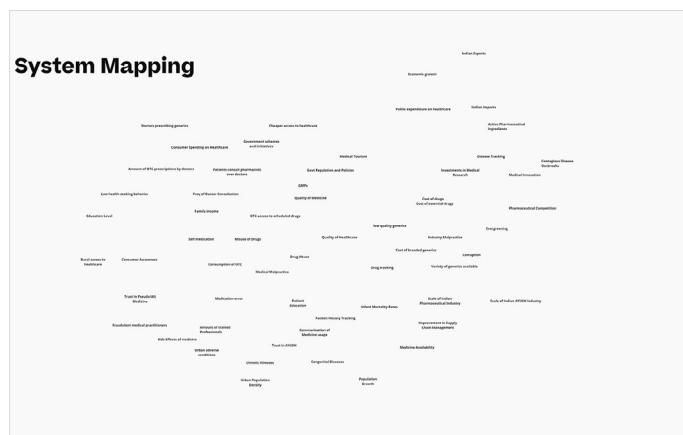 Indian Exports
System Mapping
Economic growth
Public expenditure on healthcare
Indian Imports
Doctors prescribing generics
Cheaper access to healthcare
Active Pharmaceutical
Ingredients
Consumer Spending on Healthcare
Government schemes
and initiatives
Medical Tourism
Disease Tracking
Contagious Disease
Outbreaks
Amount of OTC prescriptions by doctors
Patients consult pharmacists
over doctors
Govt Regulation and Policies
Investments in Medical
Research
Medical Innovation
GMPs
Low health seeking behavior
Freq of Doctor Consultation
Quality of Medicine
Cost of drugs
Cost of essential drugs
Pharmaceutical Competition
Education Level
Family Income
OTC access to scheduled drugs
low quality generics
Evergreening
Self medication
Misuse of Drugs
Quality of Healthcare
Industry Malpractice
Cost of branded generics
Corruption
Rural access to
healthcare
Consumer Awareness
Drug Abuse
Consumption of OTC
Drug tracking
Variety of generics available
Medical Malpractice
Trust in Pseudo/Alt
Medicine
Medication error
Patient
Education
Infant Mortality Rates
Scale of Indian
Pharmaceutical Industry
Scale of Indian AYUSH Industry
Patient History Tracking
Fraudulent medical practitioners
Amount of trained
Professionals
Communication of
Medicine usage
Improvement in Supply
Chain Management
Side Effects of medicine
Trust in AYUSH
Medicine Availability
Urban adverse
conditions
Chronic Illnesses
Congenital Diseases
Urban Population
Density
Population
Growth